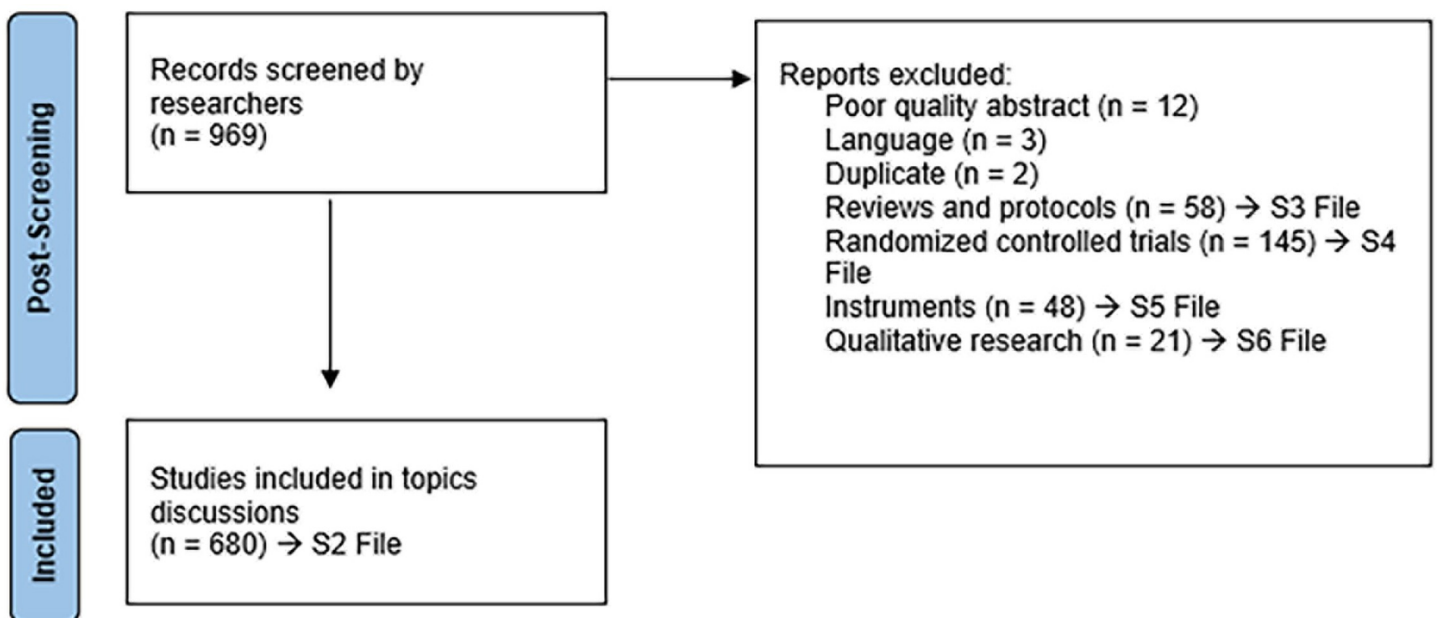 Post-Screening
Records screened by
researchers
(n = 969)
Reports excluded:
Poor quality abstract (n = 12)
Language (n = 3)
Duplicate (n = 2)
Reviews and protocols (n = 58) → S3 File
Randomized controlled trials (n = 145) → S4
File
Instruments (n = 48) → S5 File
Qualitative research (n = 21) → S6 File
Included
Studies included in topics
discussions
(n = 680) → S2 File